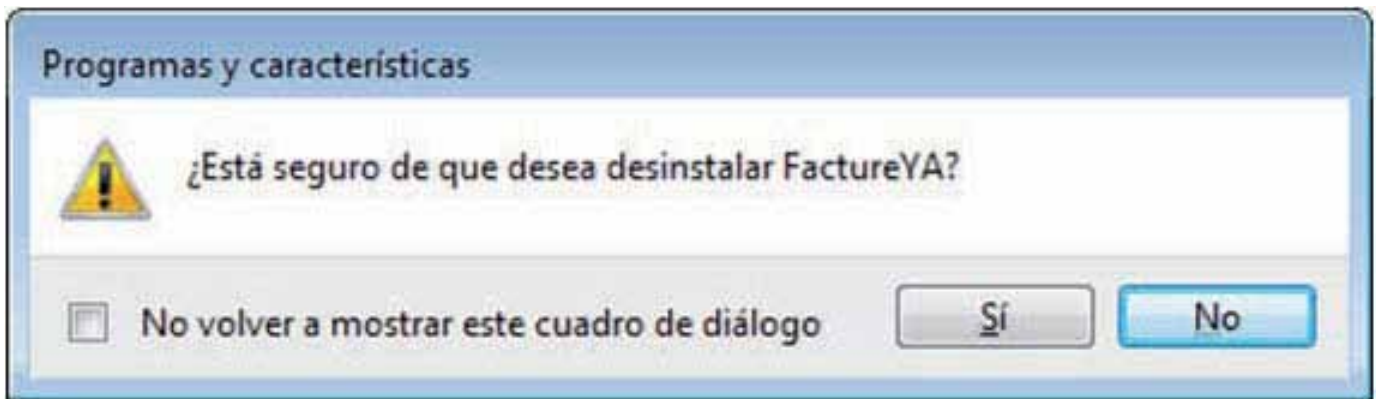 Programas y características
¿Está seguro de que desea desinstalar FactureYA?
No volver a mostrar este cuadro de diálogo
Sí
No